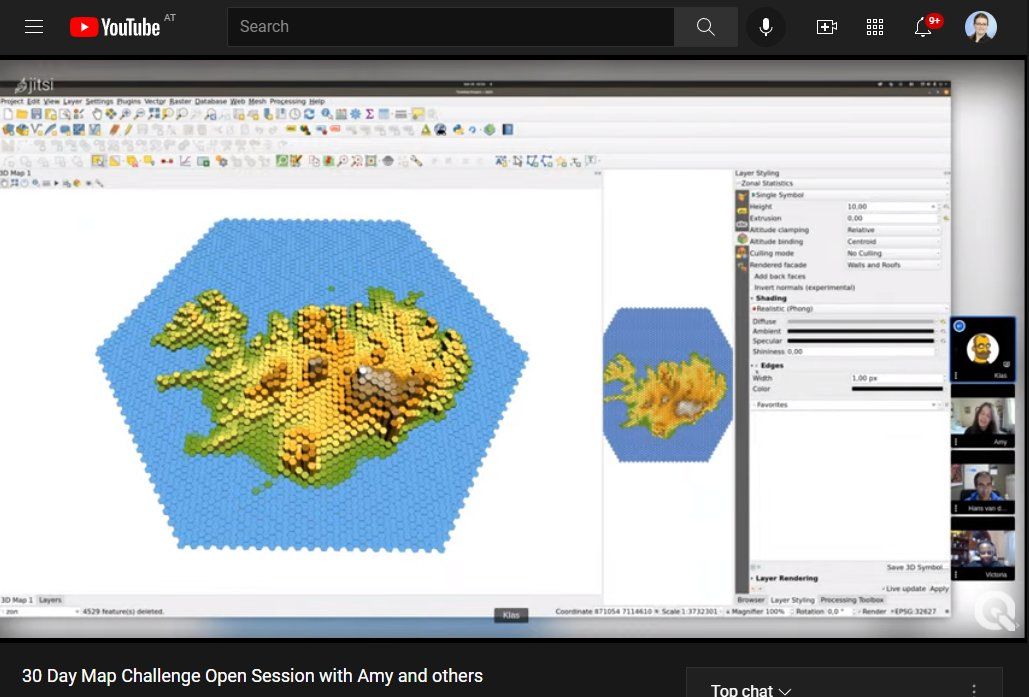 YouTube AT
Search
9+
jitsi
Project Edit View Layer Settings Plugins Vector Raster Database Web Mesh Processing Help
3D Map 1
Layer Styling
Zonal Statistics
Single Symbol
Height 10,00
Extrusion 0,00
Altitude clamping Relative
Altitude binding Centroid
Culling mode No Culling
Rendered facade Walls and Roofs
Add back faces
Invert normals (experimental)
Shading
Realistic (Phong)
Diffuse
Ambient
Specular
Shininess 0,00
Edges
Width 1,00 px
Color
Favorites
Klas
Amy
Hans van d...
Victoria
Save 3D Symbol...
Layer Rendering
Live update Apply
3D Map 1 Layers
Browser Layer Styling Processing Toolbox
zon 4529 feature(s) deleted.
Coordinate 871054 7114610 Scale 1:3732301 Magnifier 100% Rotation 0,0 ° Render EPSG:32627
Klas
30 Day Map Challenge Open Session with Amy and others
Top chat